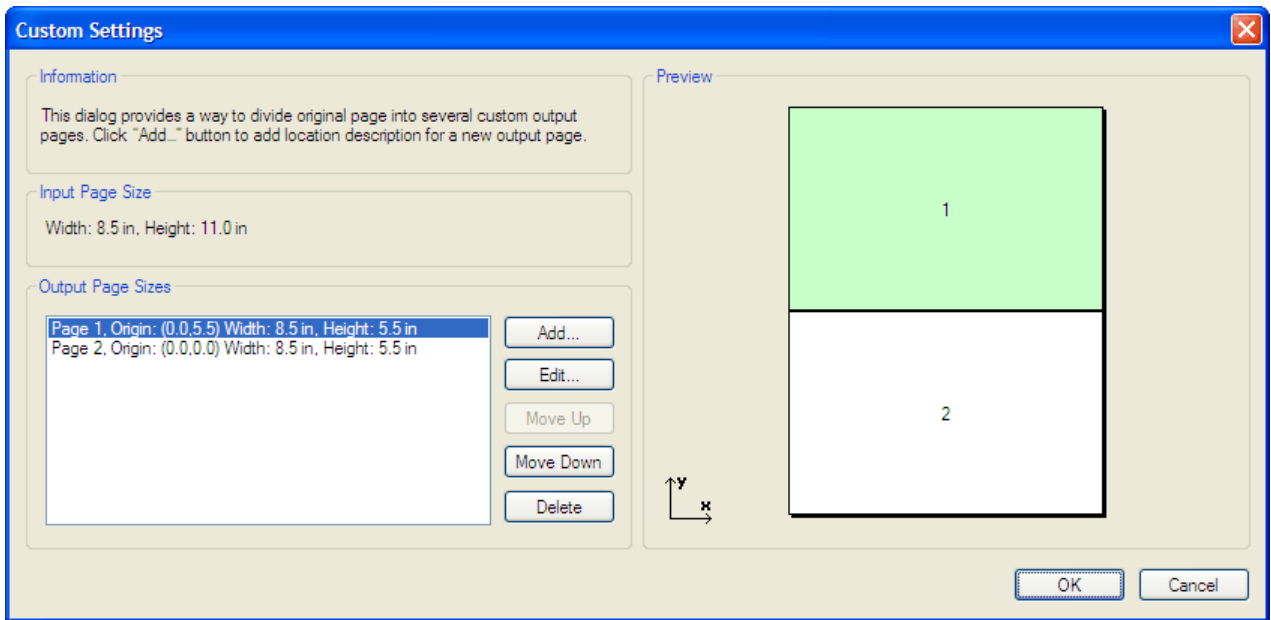 Custom Settings
Information
This dialog provides a way to divide original page into several custom output
pages. Click "Add..." button to add location description for a new output page.
Input Page Size
Width: 8.5 in, Height: 11.0 in
Output Page Sizes
Page 1, Origin: (0.0,5.5) Width: 8.5 in, Height: 5.5 in
Page 2, Origin: (0.0,0.0) Width: 8.5 in, Height: 5.5 in
Add...
Edit...
Move Up
Move Down
Delete
Preview
1
2
y
x
OK
Cancel